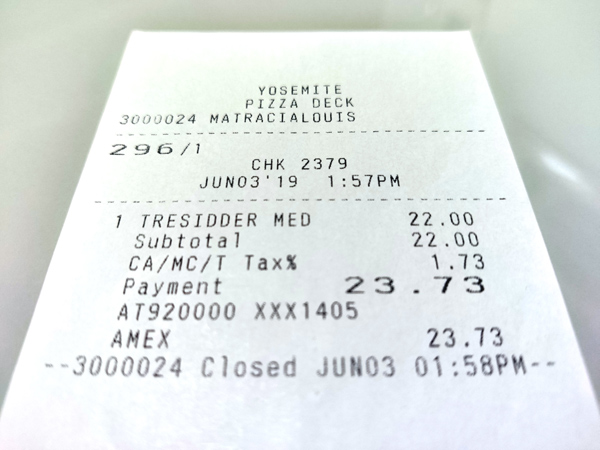 YOSEMITE
PIZZA DECK
3000024 MATRACIALOUIS
296/1
CHK 2379
JUN03'19 1:57PM
1 TRESIDDER MED 22.00
Subtotal 22.00
CA/MC/T Tax% 1.73
Payment 23.73
AT920000 XXX1405
AMEX 23.73
--3000024 Closed JUN03 01:58PM--